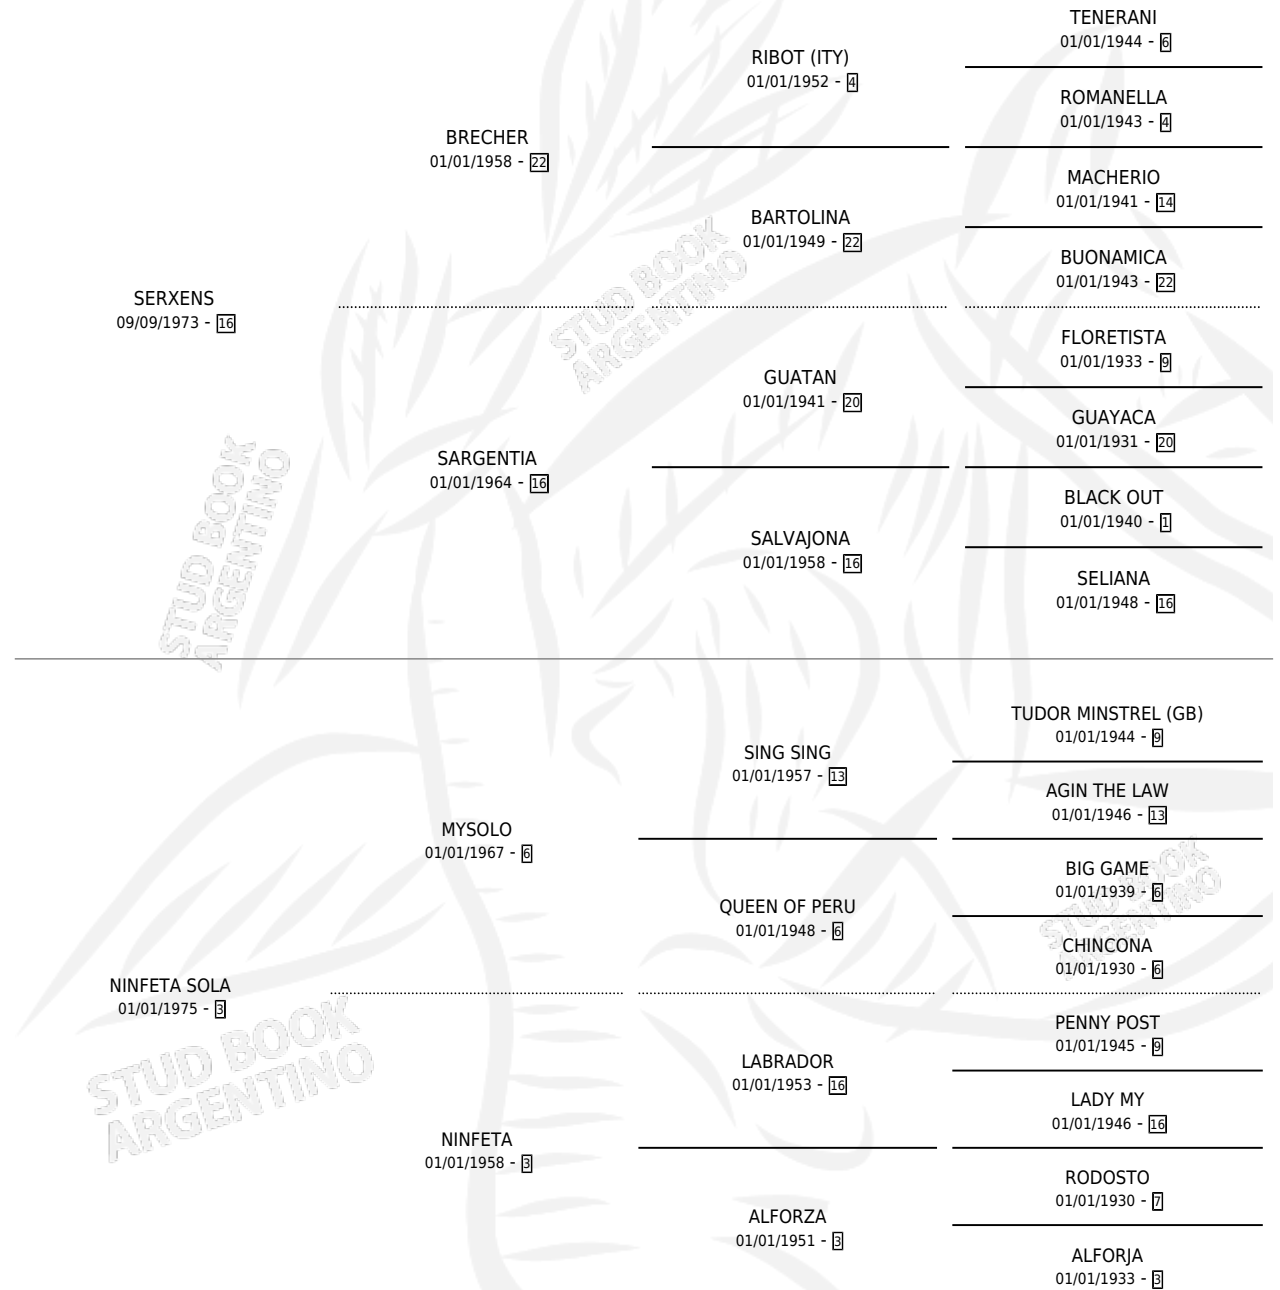 TENERANI
01/01/1944 - 6
RIBOT (ITY)
01/01/1952 - 4
ROMANELLA
01/01/1943 - 4
BRECHER
01/01/1958 - 22
MACHERIO
01/01/1941 - 14
BARTOLINA
01/01/1949 - 22
BUONAMICA
01/01/1943 - 22
STUD BOOK
ARGENTINO
SERXENS
09/09/1973 - 16
FLORETISTA
01/01/1933 - 9
GUATAN
01/01/1941 - 20
GUAYACA
01/01/1931 - 20
SARGENTIA
01/01/1964 - 16
BLACK OUT
01/01/1940 - 1
SALVAJONA
01/01/1958 - 16
SELIANA
01/01/1948 - 16
STUD BOOK
ARGENTINO
TUDOR MINSTREL (GB)
01/01/1944 - 9
SING SING
01/01/1957 - 13
AGIN THE LAW
01/01/1946 - 13
MYSOLO
01/01/1967 - 6
BIG GAME
01/01/1939 - 6
QUEEN OF PERU
01/01/1948 - 6
CHINCONA
01/01/1930 - 6
STUD BOOK
ARGENTINO
NINFETA SOLA
01/01/1975 - 3
PENNY POST
01/01/1945 - 9
LABRADOR
01/01/1953 - 16
LADY MY
01/01/1946 - 16
NINFETA
01/01/1958 - 3
RODOSTO
01/01/1930 - 7
ALFORZA
01/01/1951 - 3
ALFORJA
01/01/1933 - 3
STUD BOOK
ARGENTINO